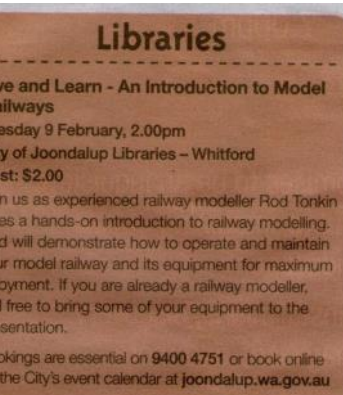 Libraries
ve and Learn - An Introduction to Model
ailways
esday 9 February, 2.00pm
y of Joondalup Libraries – Whitford
st: $2.00
n us as experienced railway modeller Rod Tonkin
es a hands-on introduction to railway modelling.
d will demonstrate how to operate and maintain
ur model railway and its equipment for maximum
oyment. If you are already a railway modeller,
l free to bring some of your equipment to the
sentation.
okings are essential on 9400 4751 or book online
the City's event calendar at joondalup.wa.gov.au